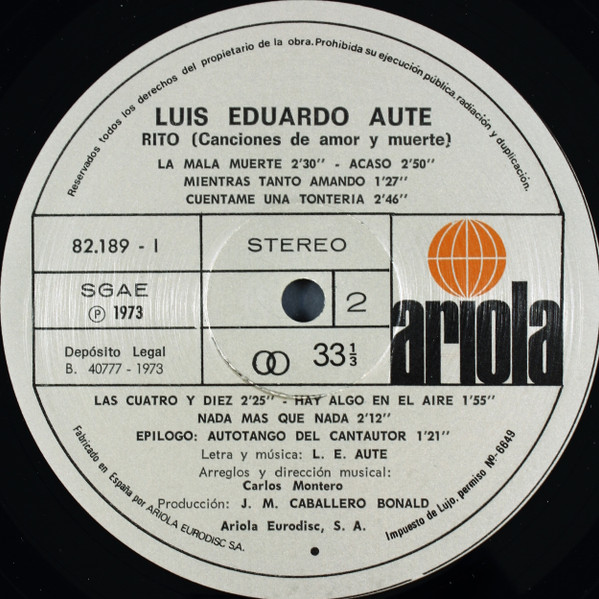 Reservados todos los derechos del propietario de la obra. Prohibida su ejecución pública, radiación y duplicación.
LUIS EDUARDO AUTE
RITO (Canciones de amor y muerte)
LA MALA MUERTE 2'30'' - ACASO 2'50''
MIENTRAS TANTO AMANDO 1'27''
CUENTAME UNA TONTERIA 2'46''
82.189 - I
STEREO
SGAE
℗ 1973
2
ariola
Depósito Legal
B. 40777 - 1973
33 1/3
LAS CUATRO Y DIEZ 2'25'' - HAY ALGO EN EL AIRE 1'55''
NADA MAS QUE NADA 2'12''
EPILOGO: AUTOTANGO DEL CANTAUTOR 1'21''
Letra y música: L. E. AUTE
Arreglos y dirección musical:
Carlos Montero
Producción: J. M. CABALLERO BONALD
Ariola Eurodisc, S. A.
Fabricado en España por ARIOLA EURODISC S.A.
Impuesto de Lujo, permiso Nº-6649